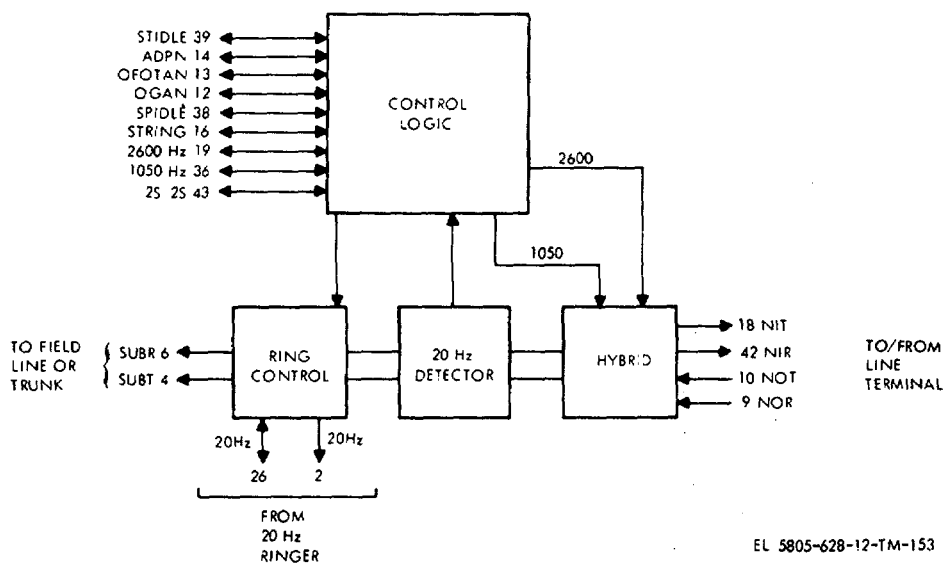 STIDLE 39
ADPN 14
OFOTAN 13
OGAN 12
SPIDLE 38
STRING 16
2600 Hz 19
1050 Hz 36
2S 2S 43
CONTROL
LOGIC
2600
1050
TO FIELD
LINE OR
TRUNK
SUBR 6
SUBT 4
RING
CONTROL
20 Hz
DETECTOR
HYBRID
18 NIT
42 NIR
10 NOT
9 NOR
TO/FROM
LINE
TERMINAL
20Hz
20Hz
26
2
FROM
20 Hz
RINGER
EL 5805-628-12-TM-153